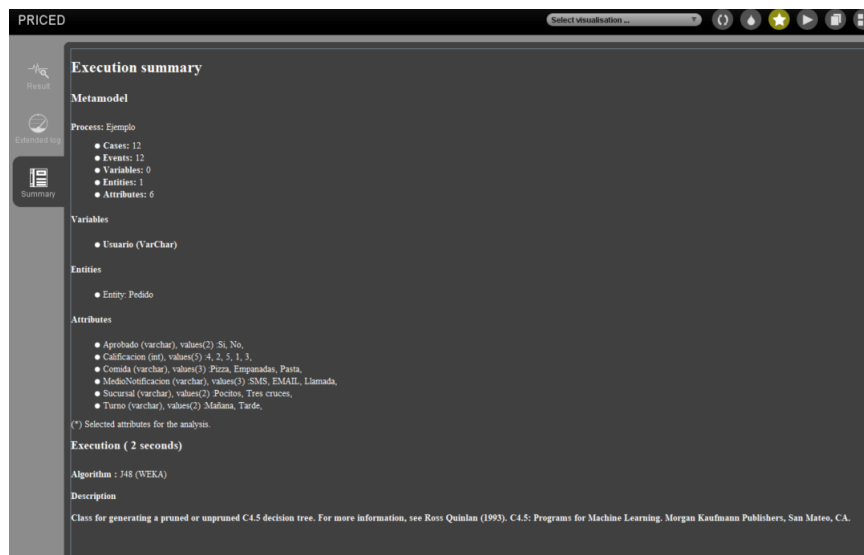 PRICED
Select visualisation ...
Result
Extended log
Summary
Execution summary
Metamodel
Process: Ejemplo
Cases: 12
Events: 12
Variables: 0
Entities: 1
Attributes: 6
Variables
Usuario (VarChar)
Entities
Entity: Pedido
Attributes
Aprobado (varchar), values(2) :Si, No,
Calificacion (int), values(5) :4, 2, 5, 1, 3,
Comida (varchar), values(3) :Pizza, Empanadas, Pasta,
MedioNotificacion (varchar), values(3) :SMS, EMAIL, Llamada,
Sucursal (varchar), values(2) :Pocitos, Tres cruces,
Turno (varchar), values(2) :Mañana, Tarde,
(*) Selected attributes for the analysis.
Execution ( 2 seconds)
Algorithm : J48 (WEKA)
Description
Class for generating a pruned or unpruned C4.5 decision tree. For more information, see Ross Quinlan (1993). C4.5: Programs for Machine Learning. Morgan Kaufmann Publishers, San Mateo, CA.